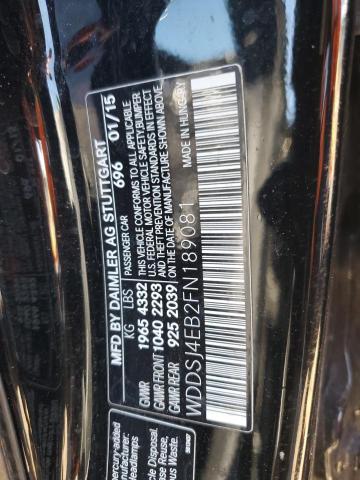 MFD BY DAIMLER AG STUTTGART
696 01/15
KG LBS PASSENGER CAR
GVWR 1965 4332 THIS VEHICLE CONFORMS TO ALL APPLICABLE
GAWR FRONT 1040 2293 U.S. FEDERAL MOTOR VEHICLE SAFETY/BUMPER
GAWR REAR 925 2039 AND THEFT PREVENTION STANDARDS IN EFFECT
ON THE DATE OF MANUFACTURE SHOWN ABOVE.
WDDSJ4EB2FN189081
MADE IN HUNGARY